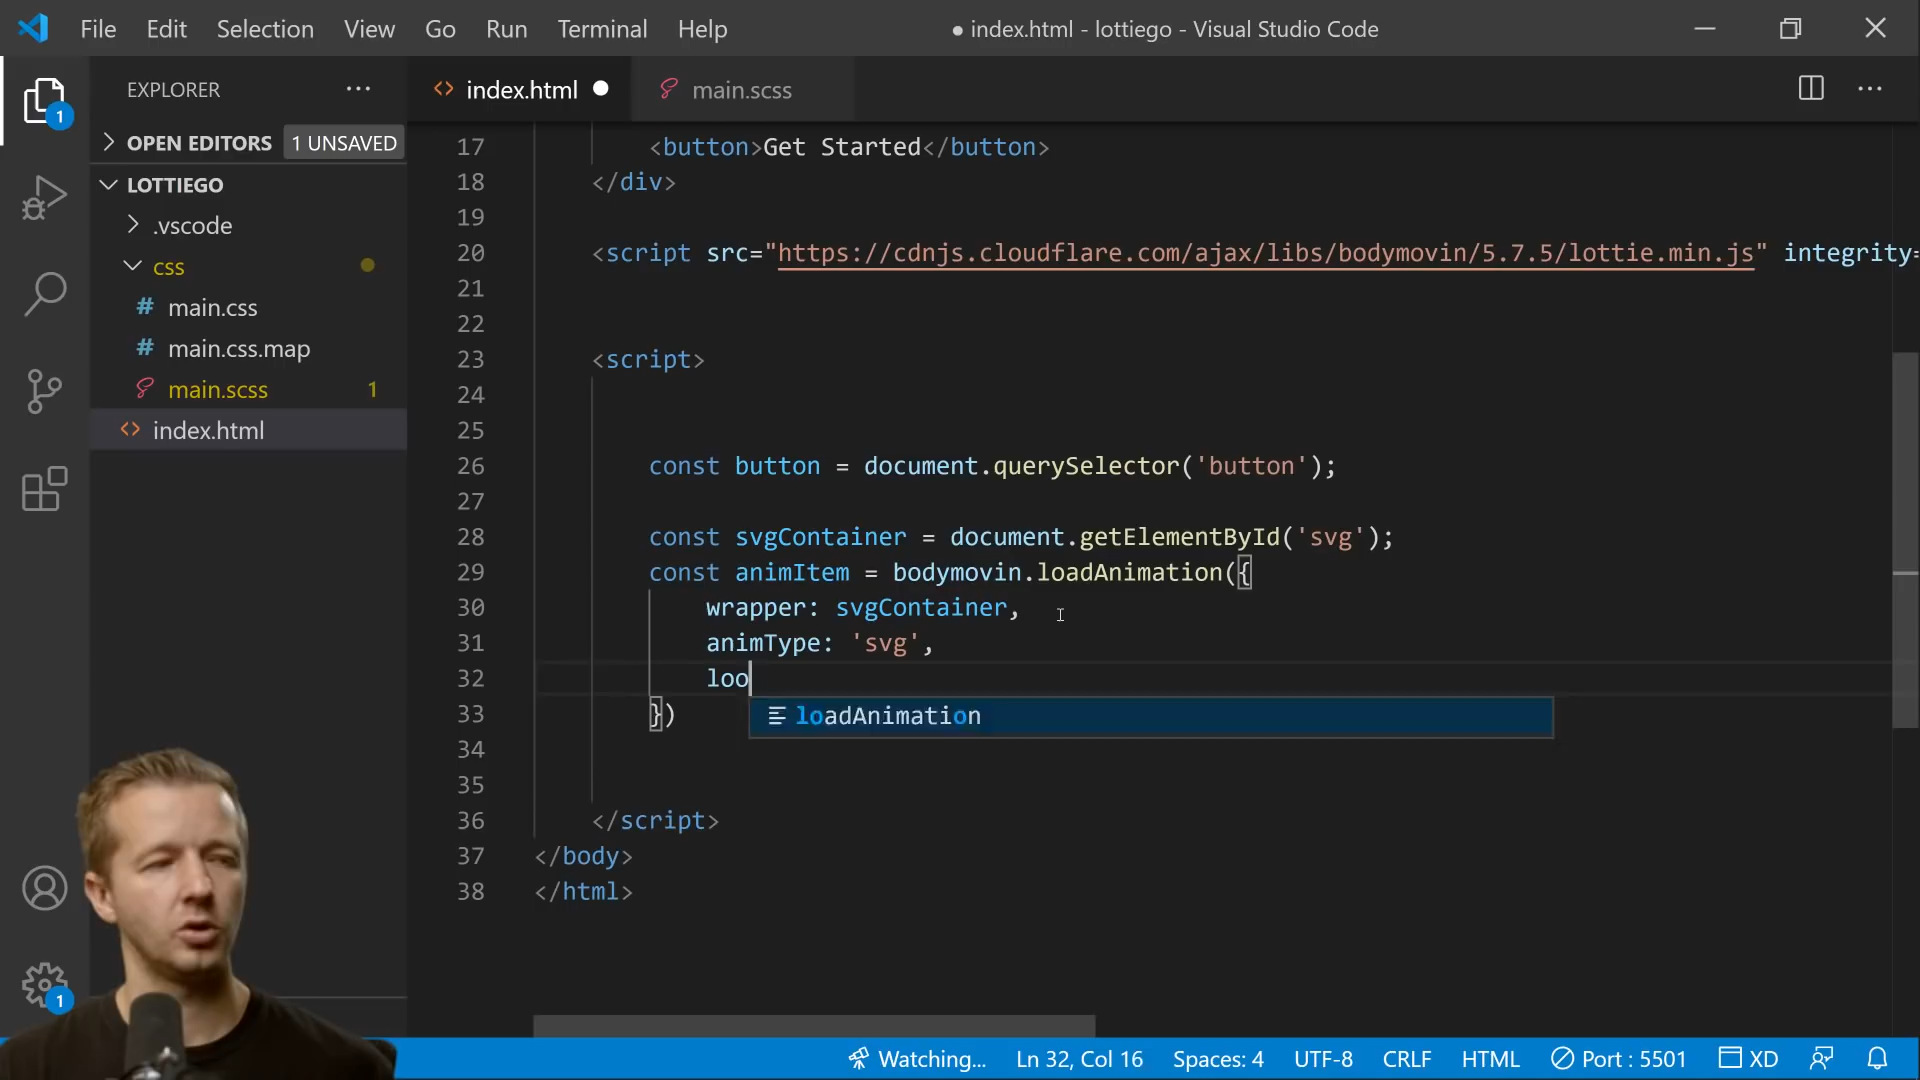 File Edit Selection View Go Run Terminal Help ● index.html - lottiego - Visual Studio Code
EXPLORER ··· <> index.html ● main.scss ···
1
OPEN EDITORS 1 UNSAVED
LOTTIEGO
.vscode
css
# main.css
# main.css.map
main.scss 1
<> index.html
17 <button>Get Started</button>
18 </div>
19
20 <script src="https://cdnjs.cloudflare.com/ajax/libs/bodymovin/5.7.5/lottie.min.js" integrity=
21
22
23 <script>
24
25
26 const button = document.querySelector('button');
27
28 const svgContainer = document.getElementById('svg');
29 const animItem = bodymovin.loadAnimation({
30 wrapper: svgContainer,
31 animType: 'svg',
32 loo
33 })
loadAnimation
34
35
36 </script>
37 </body>
38 </html>
1
Watching... Ln 32, Col 16 Spaces: 4 UTF-8 CRLF HTML Port : 5501 XD